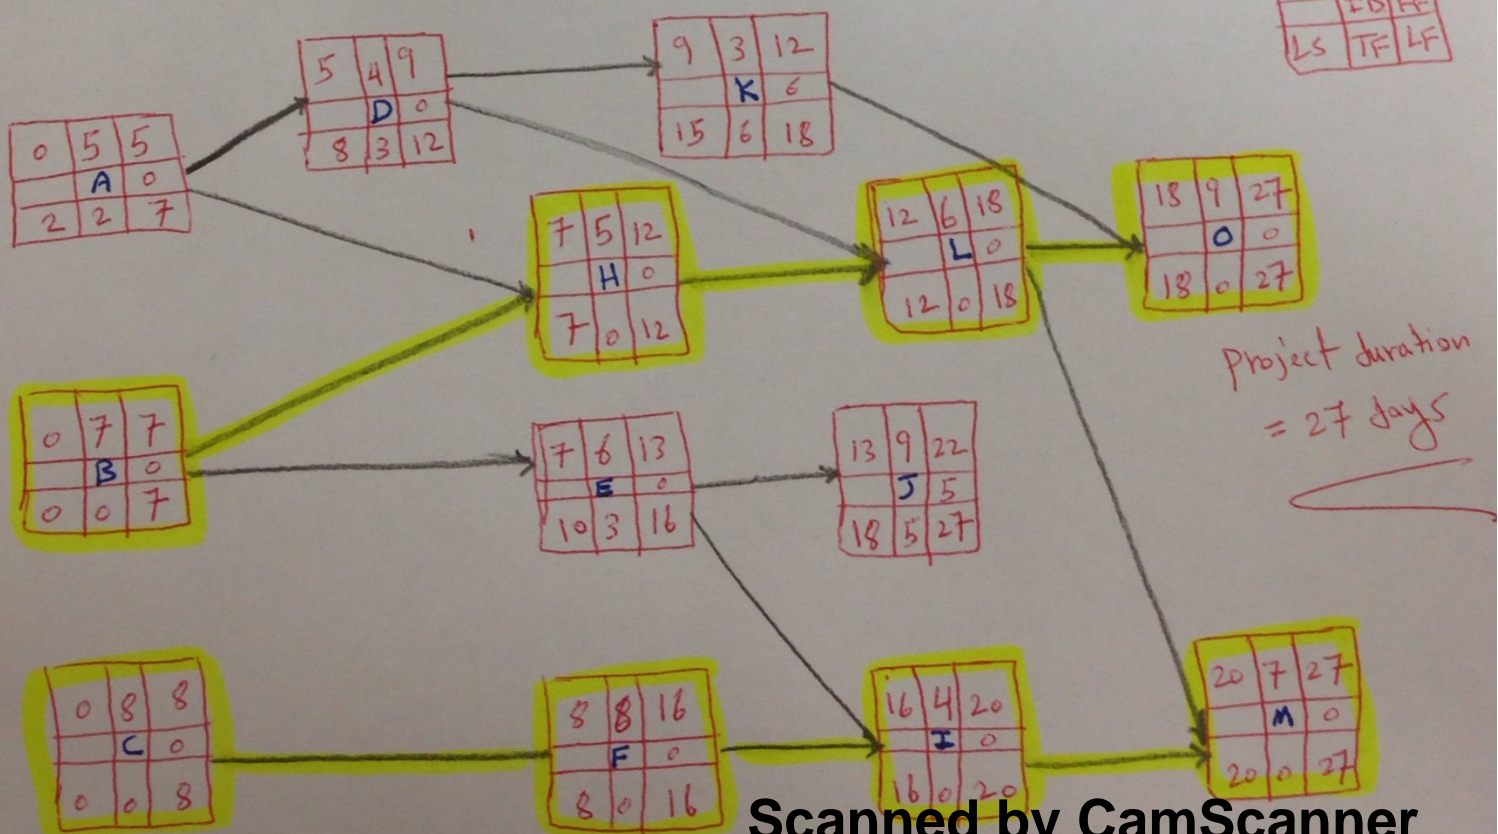 ID FF
LS TF LF
0 5 5
A 0
2 2 7
5 4 9
D 0
8 3 12
9 3 12
K 6
15 6 18
7 5 12
H 0
7 0 12
12 6 18
L 0
12 0 18
18 9 27
O 0
18 0 27
Project duration
= 27 days
0 7 7
B 0
0 0 7
7 6 13
E 0
10 3 16
13 9 22
J 5
18 5 27
0 8 8
C 0
0 0 8
8 8 16
F 0
8 0 16
16 4 20
I 0
16 0 20
20 7 27
M 0
20 0 27
Scanned by CamScanner